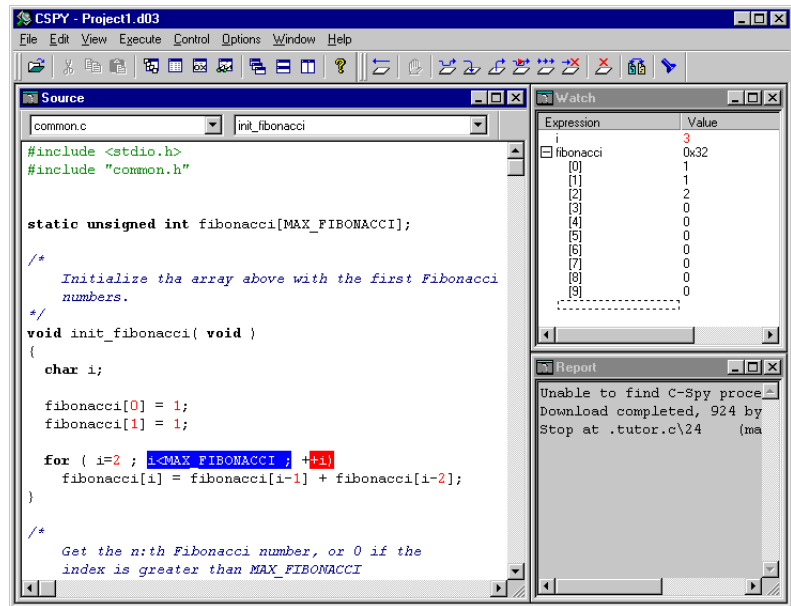 CSPY - Project1.d03
File Edit View Execute Control Options Window Help
Source
common.c init_fibonacci
#include <stdio.h>
#include "common.h"
static unsigned int fibonacci[MAX_FIBONACCI];
/*
Initialize tha array above with the first Fibonacci
numbers.
*/
void init_fibonacci( void )
{
char i;
fibonacci[0] = 1;
fibonacci[1] = 1;
for ( i=2 ; i<MAX_FIBONACCI ; ++i)
fibonacci[i] = fibonacci[i-1] + fibonacci[i-2];
}
/*
Get the n:th Fibonacci number, or 0 if the
index is greater than MAX_FIBONACCI
Watch
Expression Value
i 3
fibonacci 0x32
[0] 1
[1] 1
[2] 2
[3] 0
[4] 0
[5] 0
[6] 0
[7] 0
[8] 0
[9] 0
Report
Unable to find C-Spy proce
Download completed, 924 by
Stop at .tutor.c\24 (ma